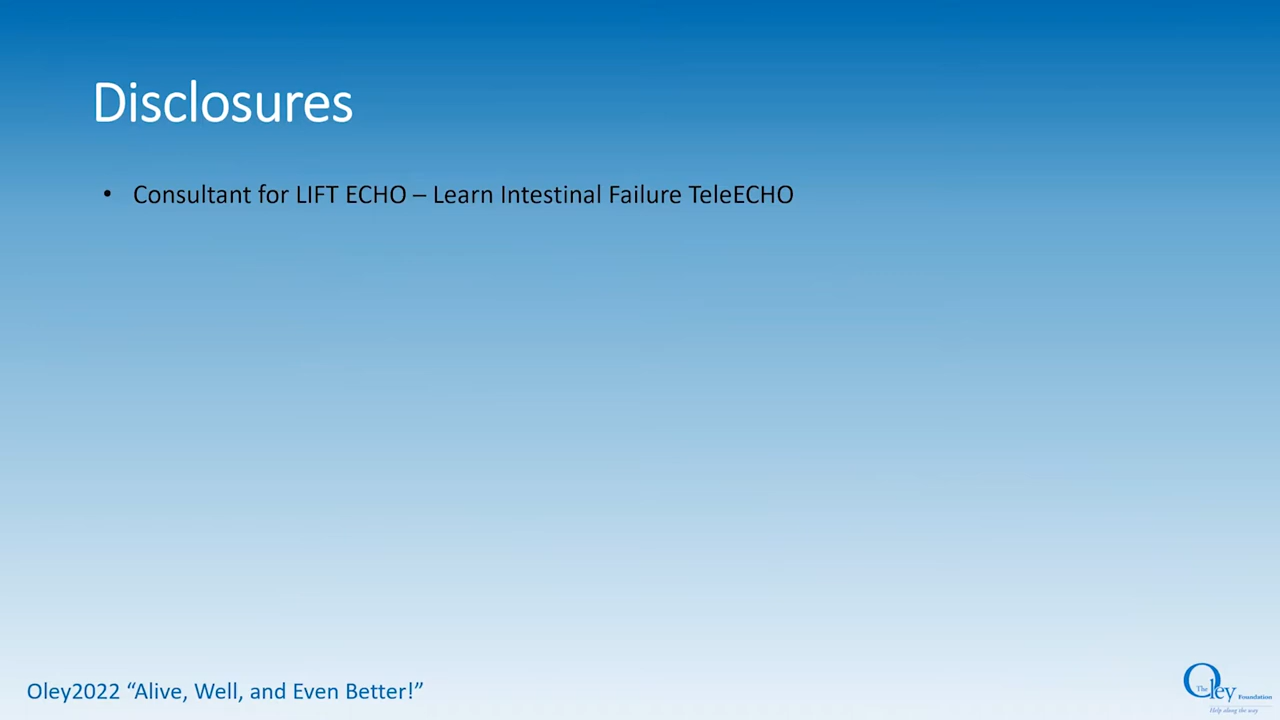 Disclosures
• Consultant for LIFT ECHO – Learn Intestinal Failure TeleECHO
Oley2022 “Alive, Well, and Even Better!”
The Oley Foundation
Help along the way